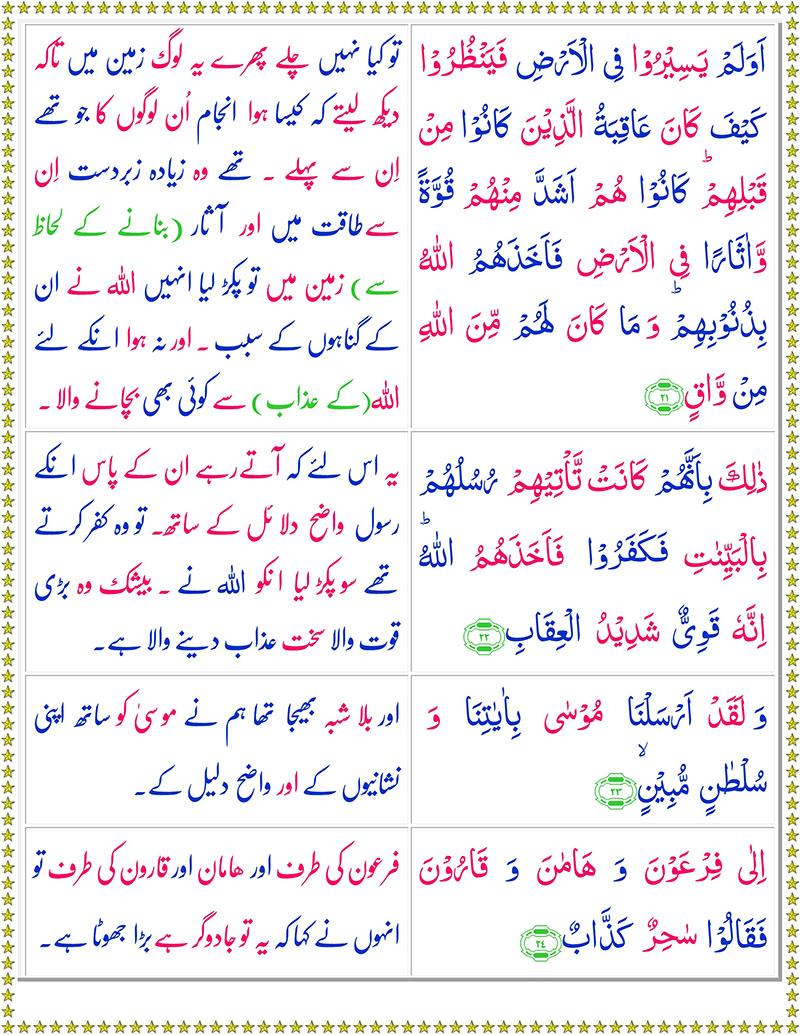 اَوَلَمْ يَسِيْرُوْا فِى الْاَرْضِ فَيَنْظُرُوْا
كَيْفَ كَانَ عَاقِبَةُ الَّذِيْنَ كَانُوْا مِنْ
قَبْلِهِمْ ؕ كَانُوْا هُمْ اَشَدَّ مِنْهُمْ قُوَّةً
وَّاٰثَارًا فِى الْاَرْضِ فَاَخَذَهُمُ اللّٰهُ
بِذُنُوْبِهِمْ ؕ وَ مَا كَانَ لَهُمْ مِّنَ اللّٰهِ
مِنْ وَّاقٍ ۲۱
تو کیا نہیں چلے پھرے یہ لوگ زمین میں تاکہ
دیکھ لیتے کہ کیسا ہوا انجام اُن لوگوں کا جو تھے
اِن سے پہلے ۔ تھے وہ زیادہ زبردست اِن
سے طاقت میں اور آثار (بنانے کے لحاظ
سے) زمین میں تو پکڑ لیا انہیں اللہ نے ان
کے گناہوں کے سبب ۔ اور نہ ہوا انکے لئے
اللہ (کے عذاب) سے کوئی بھی بچانے والا ۔
ذٰلِكَ بِاَنَّهُمْ كَانَتْ تَّاْتِيْهِمْ رُسُلُهُمْ
بِالْبَيِّنٰتِ فَكَفَرُوْا فَاَخَذَهُمُ اللّٰهُ ؕ
اِنَّهٗ قَوِىٌّ شَدِيْدُ الْعِقَابِ ۲۲
یہ اس لئے کہ آتے رہے ان کے پاس انکے
رسول واضح دلائل کے ساتھ۔ تو وہ کفر کرتے
تھے سو پکڑ لیا انکو اللہ نے ۔ بیشک وہ بڑی
قوت والا سخت عذاب دینے والا ہے۔
وَ لَقَدْ اَرْسَلْنَا مُوْسٰى بِاٰيٰتِنَا وَ
سُلْطٰنٍ مُّبِيْنٍ ۙ ۲۳
اور بلا شبہ بھیجا تھا ہم نے موسیٰ کو ساتھ اپنی
نشانیوں کے اور واضح دلیل کے۔
اِلٰى فِرْعَوْنَ وَ هَامٰنَ وَ قَارُوْنَ
فَقَالُوْا سٰحِرٌ كَذَّابٌ ۲۴
فرعون کی طرف اور ھامان اور قارون کی طرف تو
انہوں نے کہا کہ یہ تو جادوگر ہے بڑا جھوٹا ہے۔